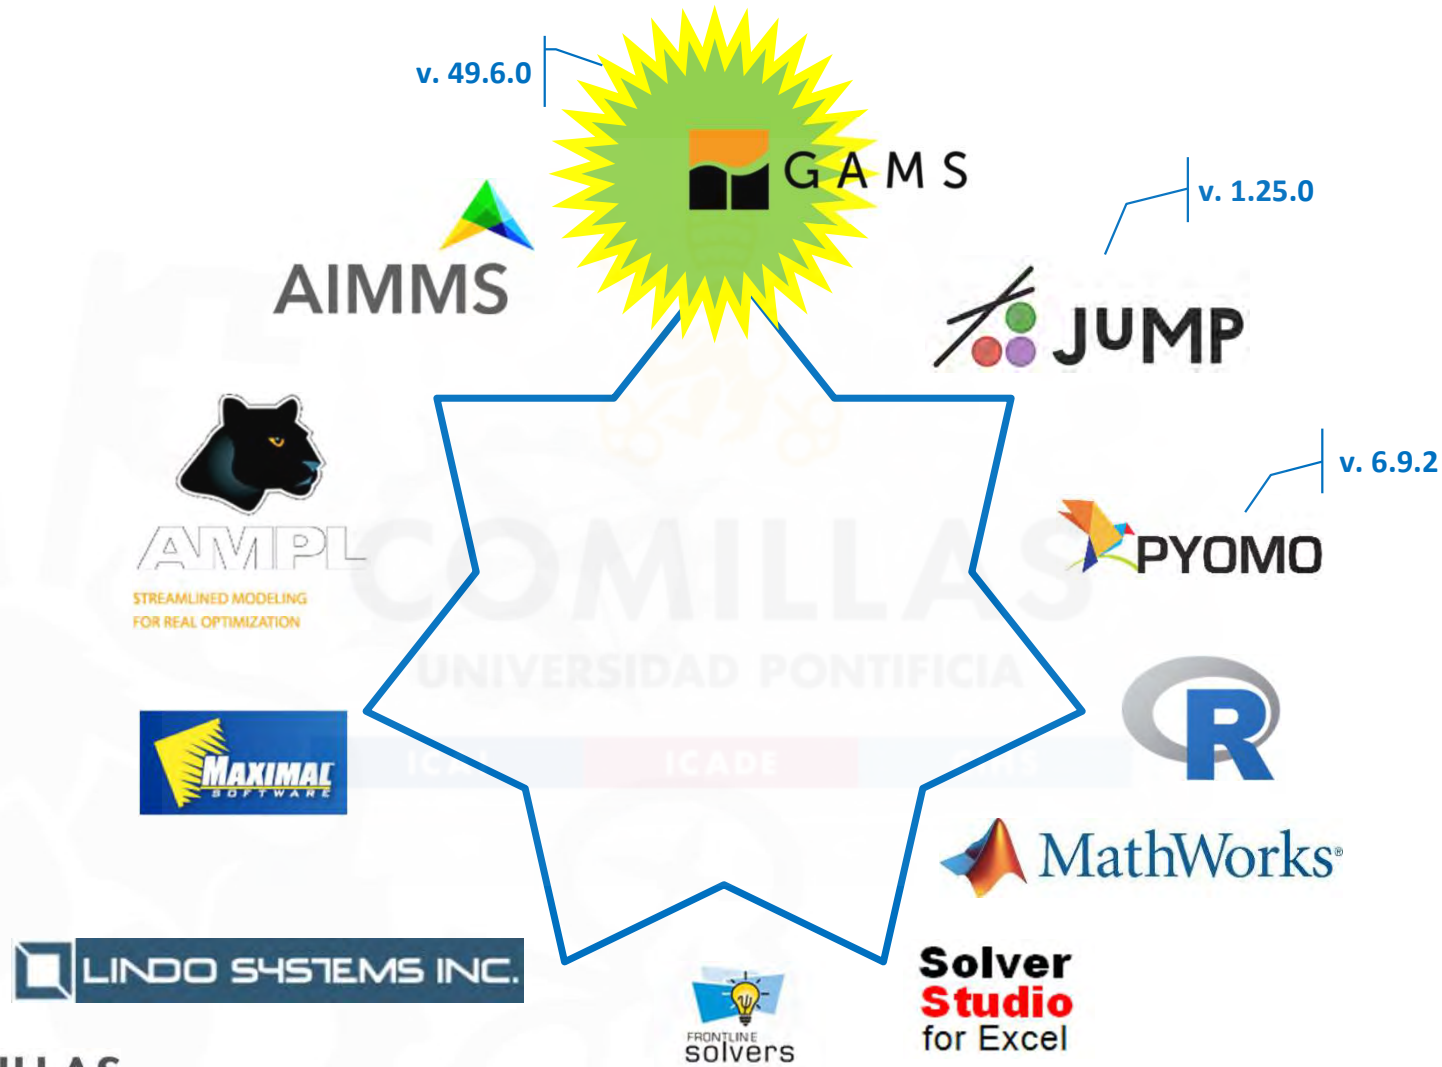 v. 49.6.0
GAMS
v. 1.25.0
AIMMS
JUMP
v. 6.9.2
AMPL
STREAMLINED MODELING
FOR REAL OPTIMIZATION
PYOMO
COMILLAS
UNIVERSIDAD PONTIFICIA
R
MAXIMAL
SOFTWARE
ICAI
ICADE
CIHS
MathWorks®
LINDO SYSTEMS INC.
Solver
Studio
for Excel
FRONTLINE
solvers